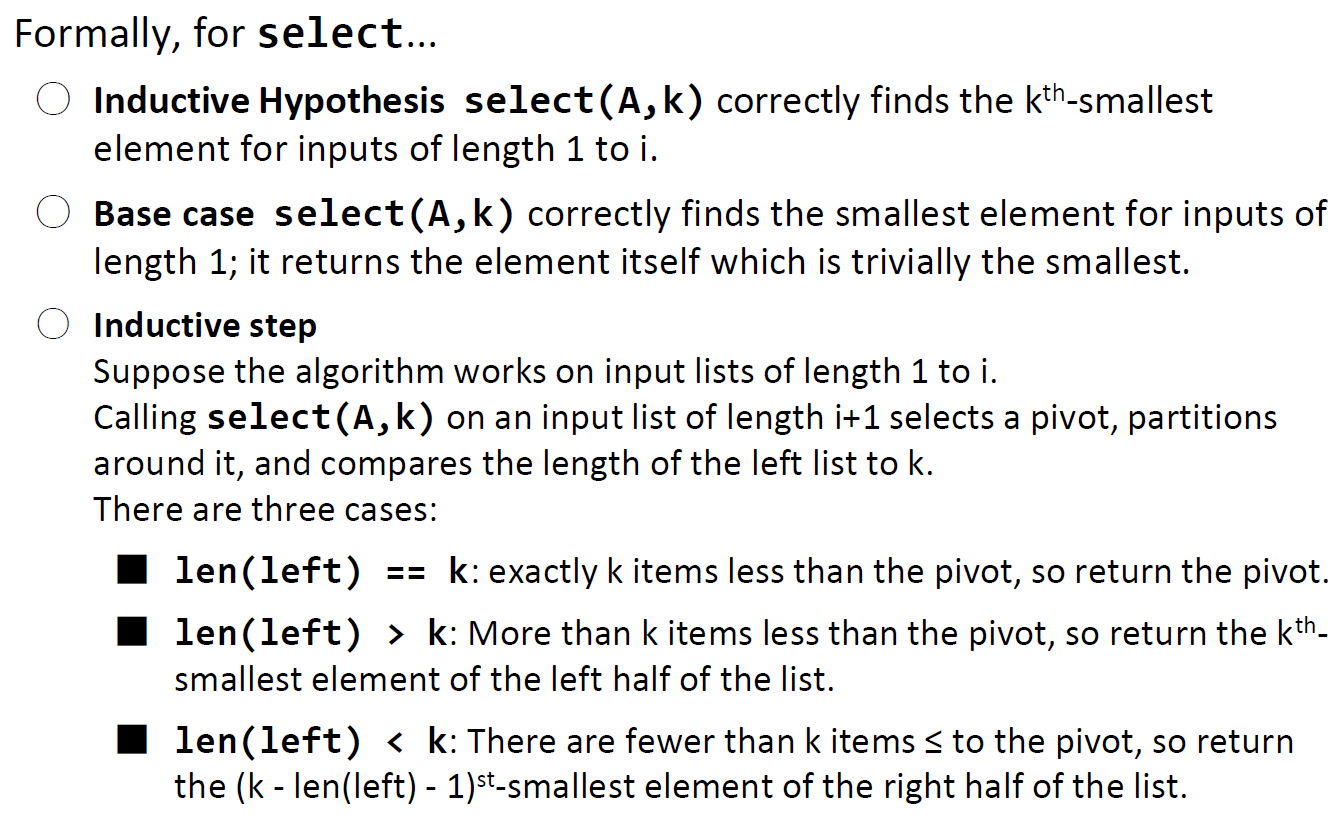 Formally, for select...
○ Inductive Hypothesis select(A,k) correctly finds the kth-smallest
element for inputs of length 1 to i.
○ Base case select(A,k) correctly finds the smallest element for inputs of
length 1; it returns the element itself which is trivially the smallest.
○ Inductive step
Suppose the algorithm works on input lists of length 1 to i.
Calling select(A,k) on an input list of length i+1 selects a pivot, partitions
around it, and compares the length of the left list to k.
There are three cases:
■ len(left) == k: exactly k items less than the pivot, so return the pivot.
■ len(left) > k: More than k items less than the pivot, so return the kth-
smallest element of the left half of the list.
■ len(left) < k: There are fewer than k items ≤ to the pivot, so return
the (k - len(left) - 1)st-smallest element of the right half of the list.